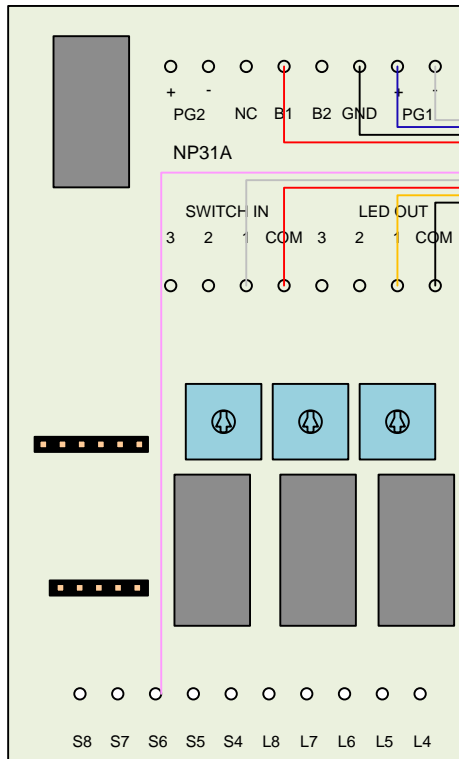 + - + -
PG2 NC B1 B2 GND PG1
NP31A
SWITCH IN LED OUT
3 2 1 COM 3 2 1 COM
S8 S7 S6 S5 S4 L8 L7 L6 L5 L4